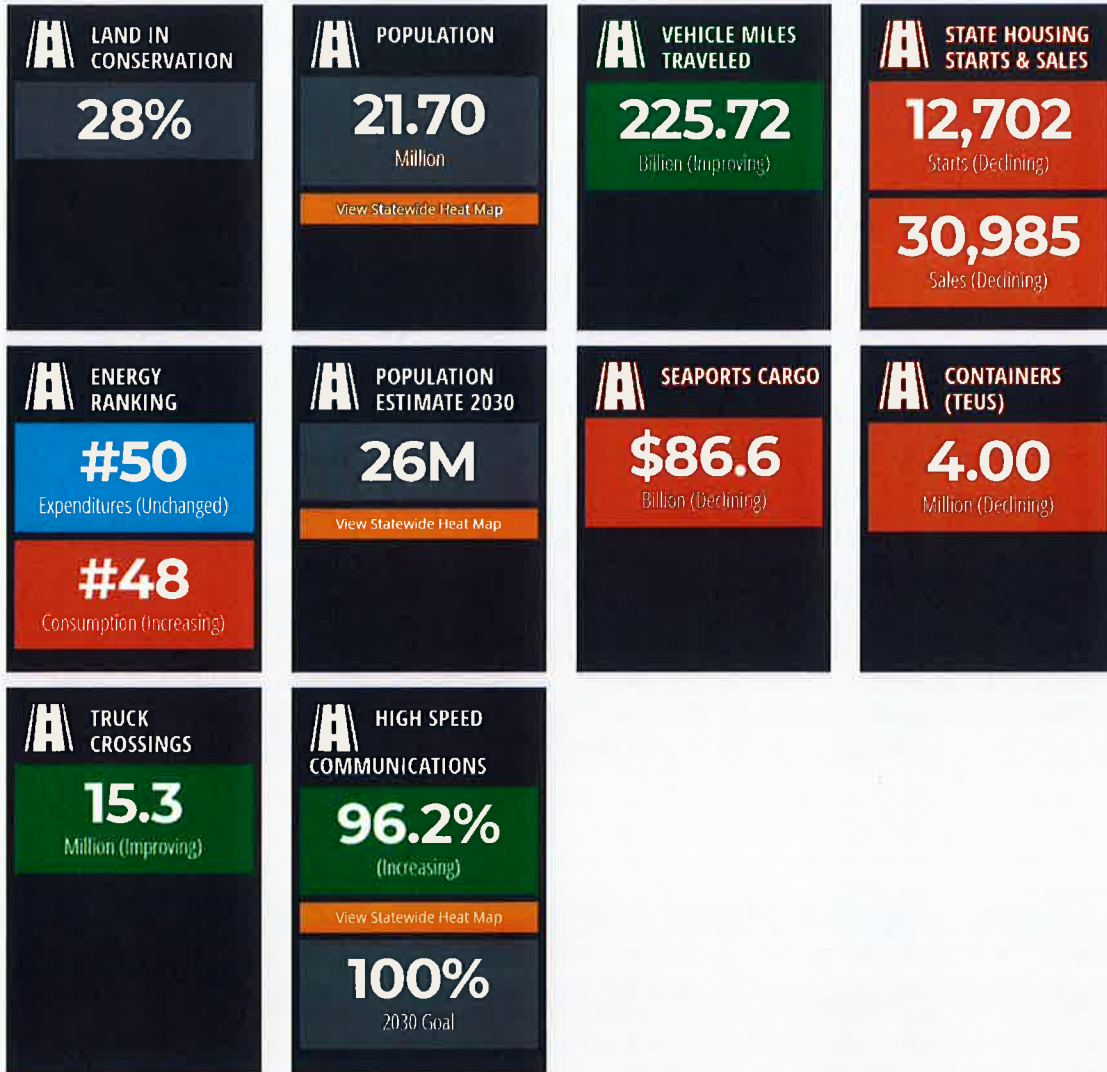 LAND IN
CONSERVATION
28%
POPULATION
21.70
Million
View Statewide Heat Map
VEHICLE MILES
TRAVELED
225.72
Billion (Improving)
STATE HOUSING
STARTS & SALES
12,702
Starts (Declining)
30,985
Sales (Declining)
ENERGY
RANKING
#50
Expenditures (Unchanged)
#48
Consumption (Increasing)
POPULATION
ESTIMATE 2030
26M
View Statewide Heat Map
SEAPORTS CARGO
$86.6
Billion (Declining)
CONTAINERS
(TEUS)
4.00
Million (Declining)
TRUCK
CROSSINGS
15.3
Million (Improving)
HIGH SPEED
COMMUNICATIONS
96.2%
(Increasing)
View Statewide Heat Map
100%
2030 Goal